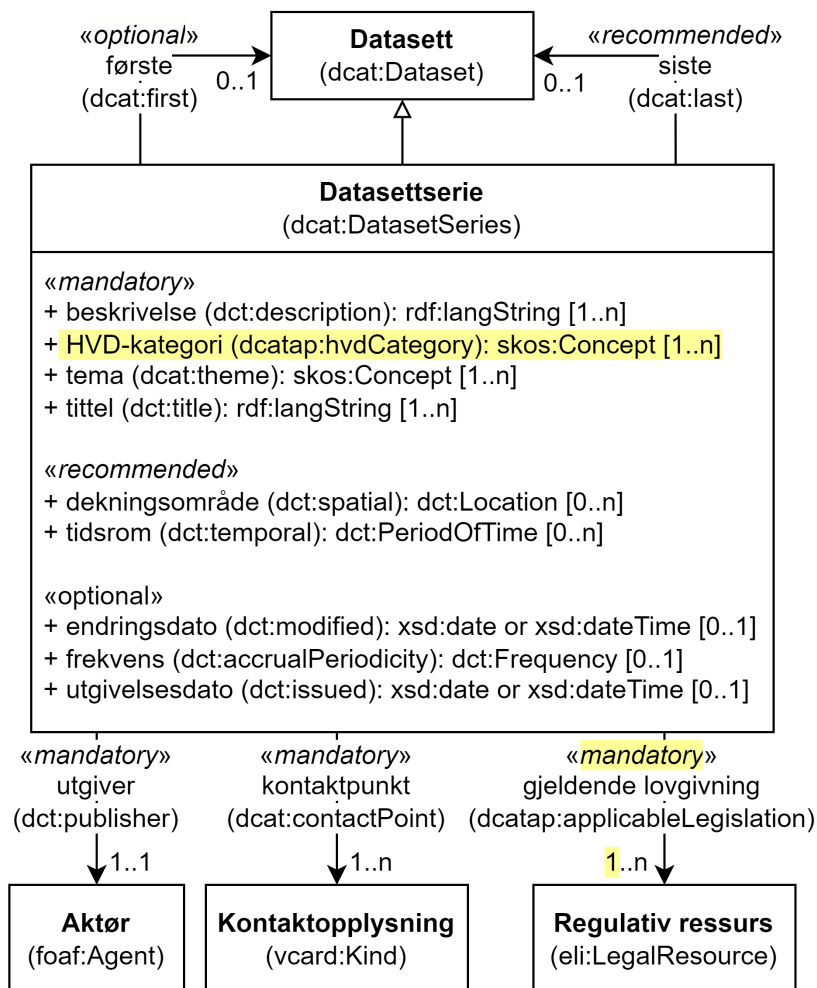 «optional»
første
(dcat:first)
0..1
Datasett
(dcat:Dataset)
«recommended»
siste
(dcat:last)
0..1
Datasettserie
(dcat:DatasetSeries)
«mandatory»
+ beskrivelse (dct:description): rdf:langString [1..n]
+ HVD-kategori (dcatap:hvdCategory): skos:Concept [1..n]
+ tema (dcat:theme): skos:Concept [1..n]
+ tittel (dct:title): rdf:langString [1..n]
«recommended»
+ dekningsområde (dct:spatial): dct:Location [0..n]
+ tidsrom (dct:temporal): dct:PeriodOfTime [0..n]
«optional»
+ endringsdato (dct:modified): xsd:date or xsd:dateTime [0..1]
+ frekvens (dct:accrualPeriodicity): dct:Frequency [0..1]
+ utgivelsesdato (dct:issued): xsd:date or xsd:dateTime [0..1]
«mandatory»
utgiver
(dct:publisher)
1..1
«mandatory»
kontaktpunkt
(dcat:contactPoint)
1..n
«mandatory»
gjeldende lovgivning
(dcatap:applicableLegislation)
1..n
Aktør
(foaf:Agent)
Kontaktopplysning
(vcard:Kind)
Regulativ ressurs
(eli:LegalResource)